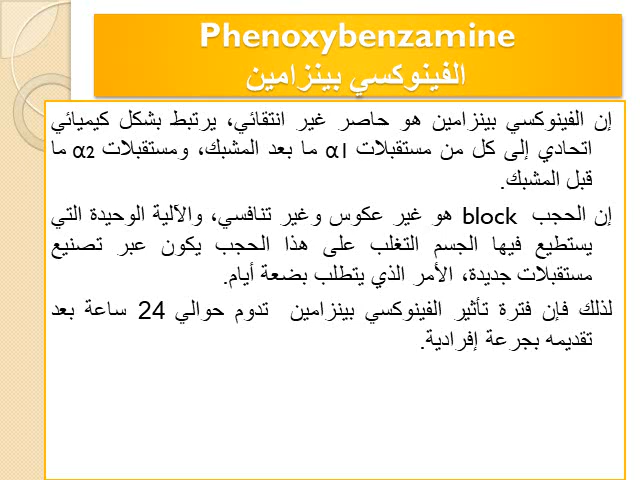 Phenoxybenzamine
الفينوكسي بينزامين
إن الفينوكسي بينزامين هو حاصر غير انتقائي، يرتبط بشكل كيميائي
اتحادي إلى كل من مستقبلات α1 ما بعد المشبك، ومستقبلات α2 ما
قبل المشبك.
إن الحجب block هو غير عكوس وغير تنافسي، والآلية الوحيدة التي
يستطيع فيها الجسم التغلب على هذا الحجب يكون عبر تصنيع
مستقبلات جديدة، الأمر الذي يتطلب بضعة أيام.
لذلك فإن فترة تأثير الفينوكسي بينزامين تدوم حوالي 24 ساعة بعد
تقديمه بجرعة إفرادية.